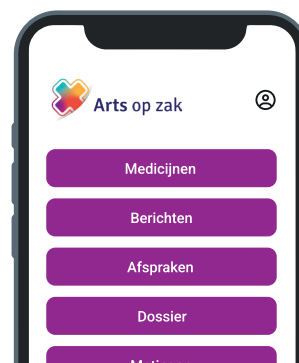 Arts op zak
Medicijnen
Berichten
Afspraken
Dossier